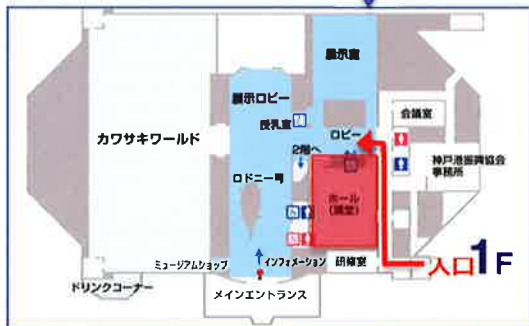 展示室
展示ロビー
授乳室
会議室
カワサキワールド
ロビー
2階へ
神戸港振興協会
事務所
ロドニー号
ホール
(講堂)
ミュージアムショップ
インフォメーション
研修室
入口1F
ドリンクコーナー
メインエントランス